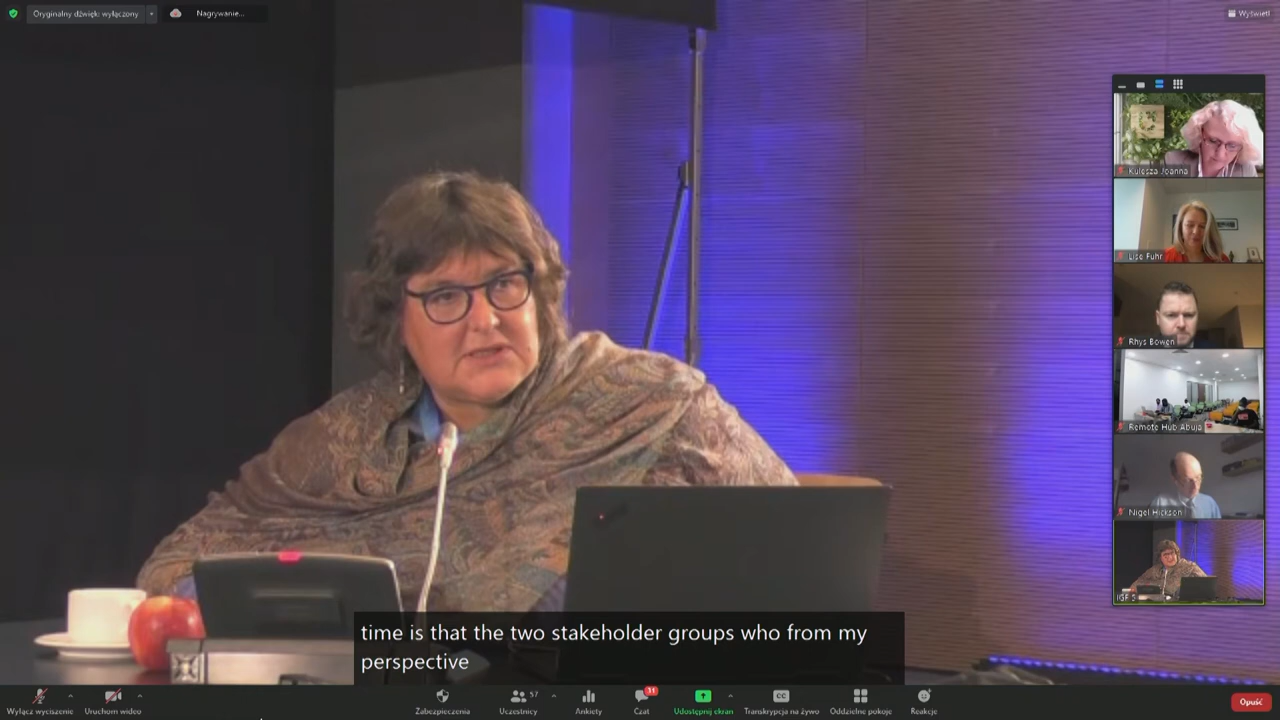 Oryginalny dźwięk: wyłączony
Nagrywanie...
Wyświetl
Kulesza Joanna
Lise Fuhr
Rhys Bowen
Remote Hub Abuja
Nigel Hickson
time is that the two stakeholder groups who from my
perspective
Wyłącz wyciszenie
Uruchom wideo
Zabezpieczenia
57
Uczestnicy
Ankiety
31
Czat
Udostępnij ekran
CC
Transkrypcja na żywo
Oddzielne pokoje
Reakcje
Opuść